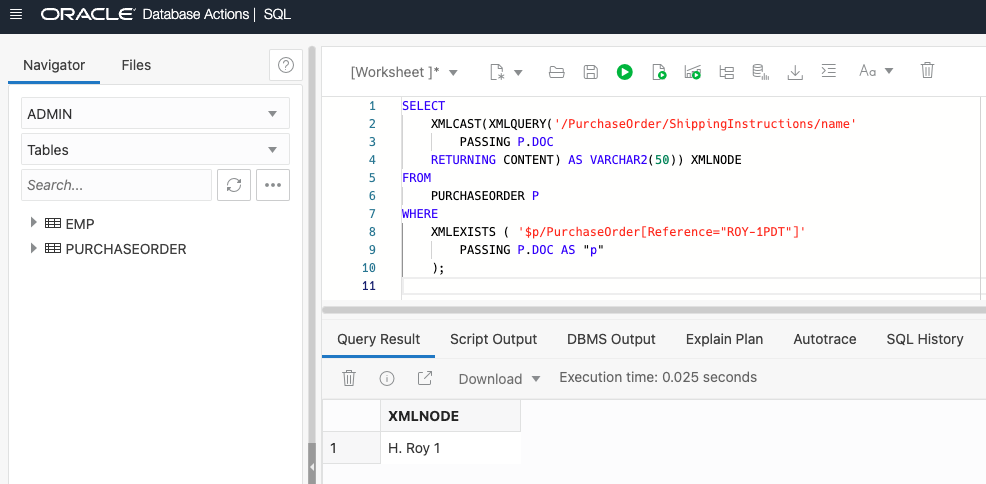 ORACLE Database Actions | SQL
Navigator Files
ADMIN
Tables
Search...
EMP
PURCHASEORDER
[Worksheet ]*
Aa
1 SELECT
2 XMLCAST(XMLQUERY('/PurchaseOrder/ShippingInstructions/name'
3 PASSING P.DOC
4 RETURNING CONTENT) AS VARCHAR2(50)) XMLNODE
5 FROM
6 PURCHASEORDER P
7 WHERE
8 XMLEXISTS ( '$p/PurchaseOrder[Reference="ROY-1PDT"]'
9 PASSING P.DOC AS "p"
10 );
11
Query Result Script Output DBMS Output Explain Plan Autotrace SQL History
Download Execution time: 0.025 seconds
XMLNODE
1 H. Roy 1